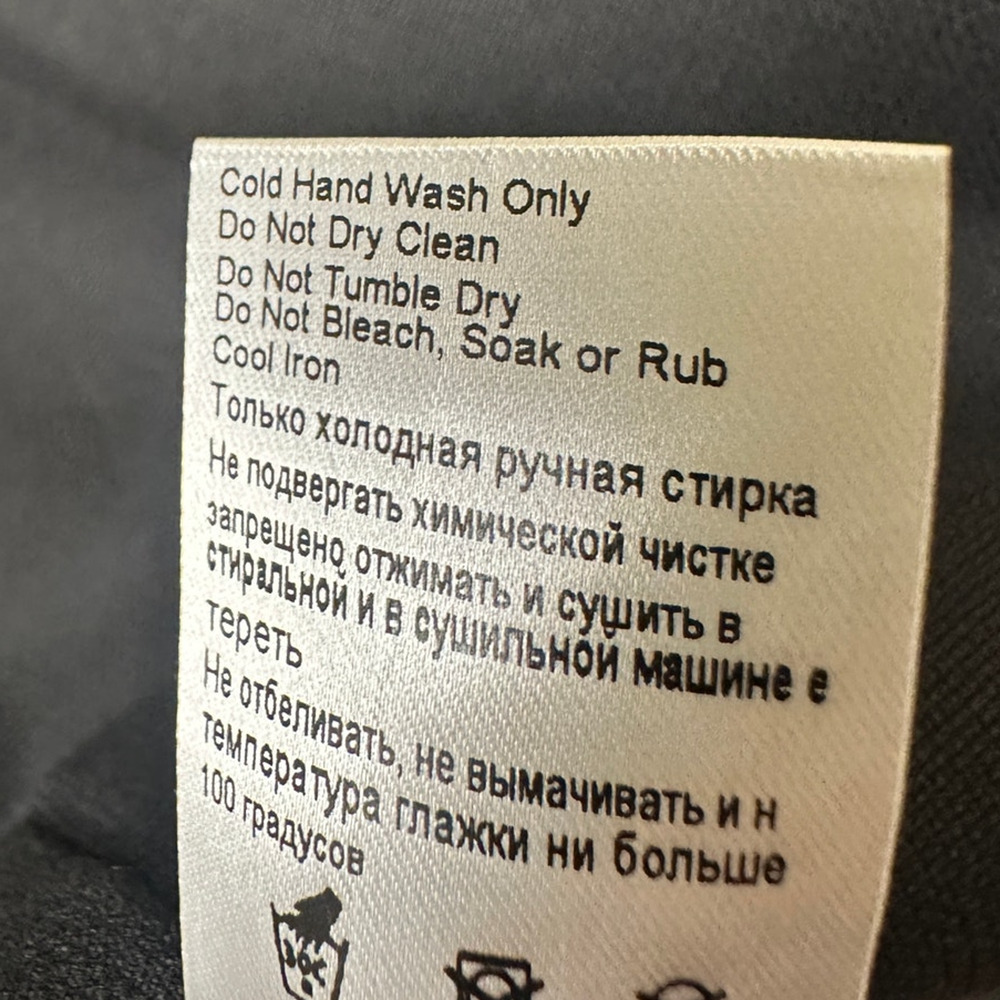 Cold Hand Wash Only
Do Not Dry Clean
Do Not Tumble Dry
Do Not Bleach, Soak or Rub
Cool Iron
Только холодная ручная стирка
Не подвергать химической чистке
запрещено отжимать и сушить в
стиральной и в сушильной машине е
тереть
Не отбеливать, не вымачивать и н
температура глажки ни больше
100 градусов